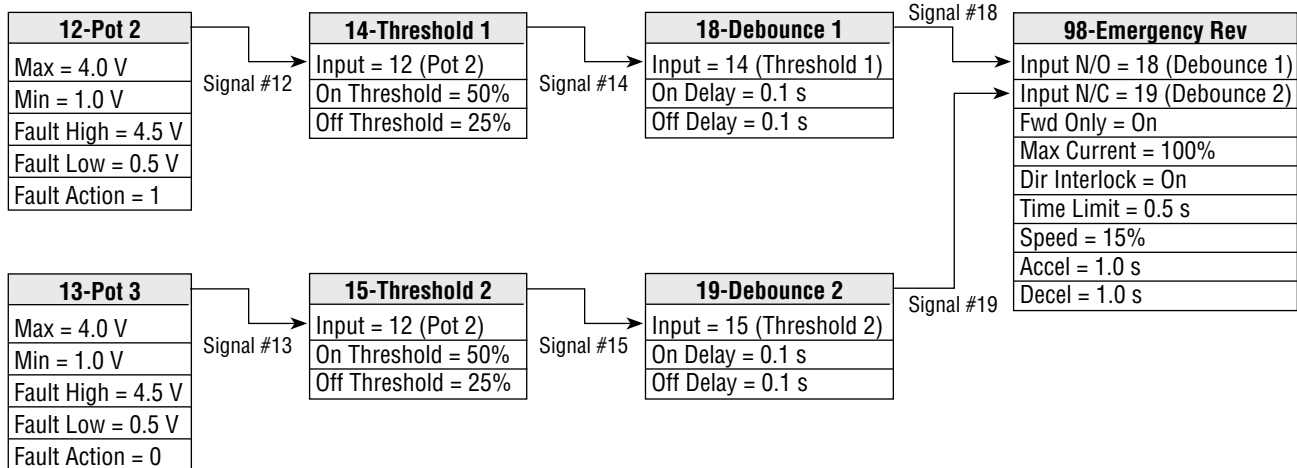 12-Pot 2
Max = 4.0 V
Min = 1.0 V
Fault High = 4.5 V
Fault Low = 0.5 V
Fault Action = 1
Signal #12
14-Threshold 1
Input = 12 (Pot 2)
On Threshold = 50%
Off Threshold = 25%
Signal #14
18-Debounce 1
Input = 14 (Threshold 1)
On Delay = 0.1 s
Off Delay = 0.1 s
Signal #18
98-Emergency Rev
Input N/O = 18 (Debounce 1)
Input N/C = 19 (Debounce 2)
Fwd Only = On
Max Current = 100%
Dir Interlock = On
Time Limit = 0.5 s
Speed = 15%
Accel = 1.0 s
Decel = 1.0 s
13-Pot 3
Max = 4.0 V
Min = 1.0 V
Fault High = 4.5 V
Fault Low = 0.5 V
Fault Action = 0
Signal #13
15-Threshold 2
Input = 12 (Pot 2)
On Threshold = 50%
Off Threshold = 25%
Signal #15
19-Debounce 2
Input = 15 (Threshold 2)
On Delay = 0.1 s
Off Delay = 0.1 s
Signal #19